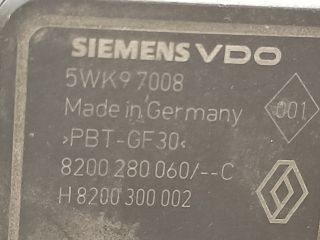 SIEMENS VDO
5WK9 7008
Made in Germany
001
>PBT-GF30<
8200 280 060/--C
H 8200 300 002